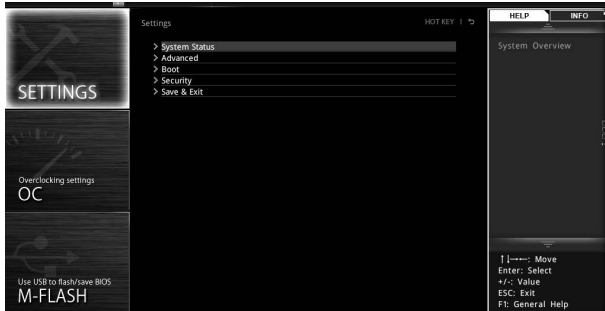 SETTINGS
Overclocking settings
OC
Use USB to flash/save BIOS
M-FLASH
Settings
HOT KEY |
> System Status
> Advanced
> Boot
> Security
> Save & Exit
HELP
INFO
System Overview
↑↓→←: Move
Enter: Select
+/-: Value
ESC: Exit
F1: General Help